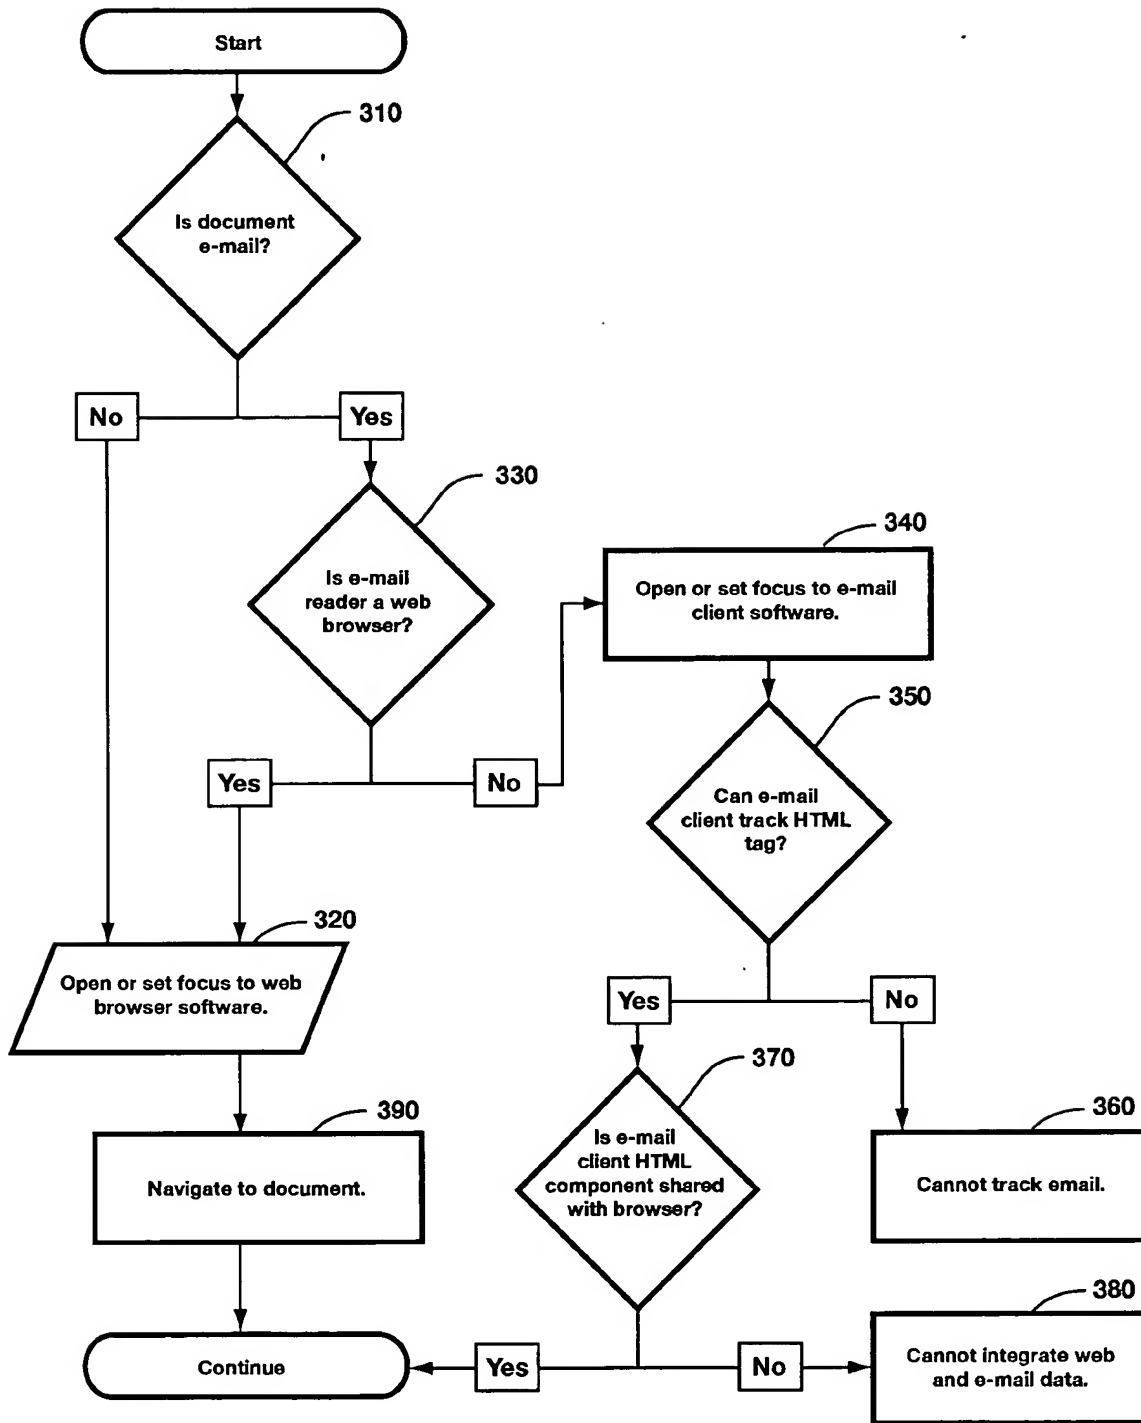 Start
310
Is document
e-mail?
No
Yes
330
Is e-mail
reader a web
browser?
340
Open or set focus to e-mail
client software.
350
Yes
No
Can e-mail
client track HTML
tag?
320
Open or set focus to web
browser software.
Yes
No
370
390
360
Is e-mail
client HTML
component shared
with browser?
Navigate to document.
Cannot track email.
380
Continue
Yes
No
Cannot integrate web
and e-mail data.